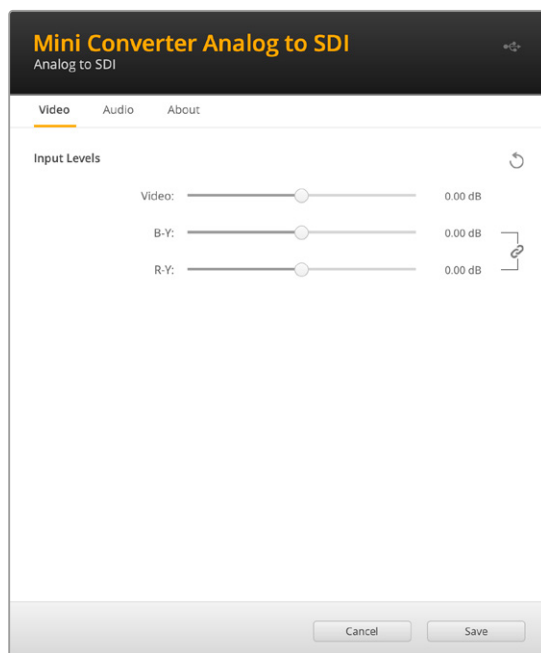 Mini Converter Analog to SDI
Analog to SDI
Video Audio About
Input Levels
Video: 0.00 dB
B-Y: 0.00 dB
R-Y: 0.00 dB
Cancel Save